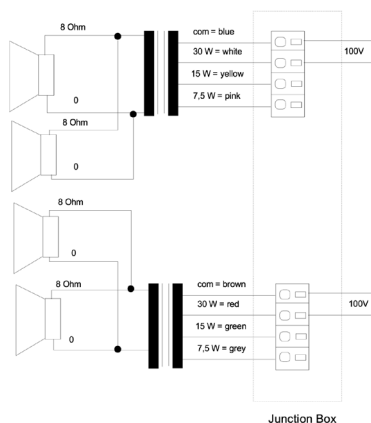 8 Ohm
com = blue
30 W = white
100V
15 W = yellow
0
7,5 W = pink
8 Ohm
0
8 Ohm
0
8 Ohm
com = brown
30 W = red
100V
15 W = green
0
7,5 W = grey
Junction Box